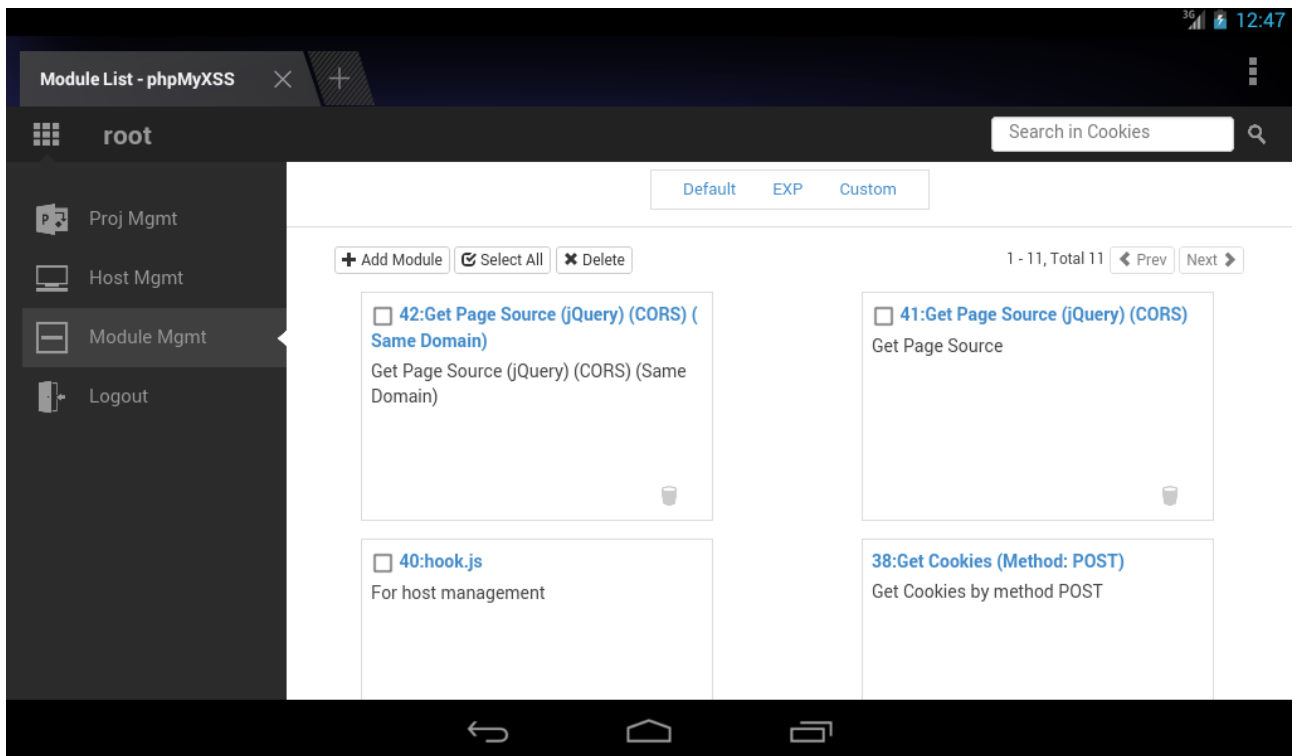 3G 12:47
Module List - phpMyXSS
root
Search in Cookies
Proj Mgmt
Host Mgmt
Module Mgmt
Logout
Default EXP Custom
Add Module Select All Delete
1 - 11, Total 11 Prev Next
42:Get Page Source (jQuery) (CORS) (
Same Domain)
Get Page Source (jQuery) (CORS) (Same
Domain)
41:Get Page Source (jQuery) (CORS)
Get Page Source
40:hook.js
For host management
38:Get Cookies (Method: POST)
Get Cookies by method POST